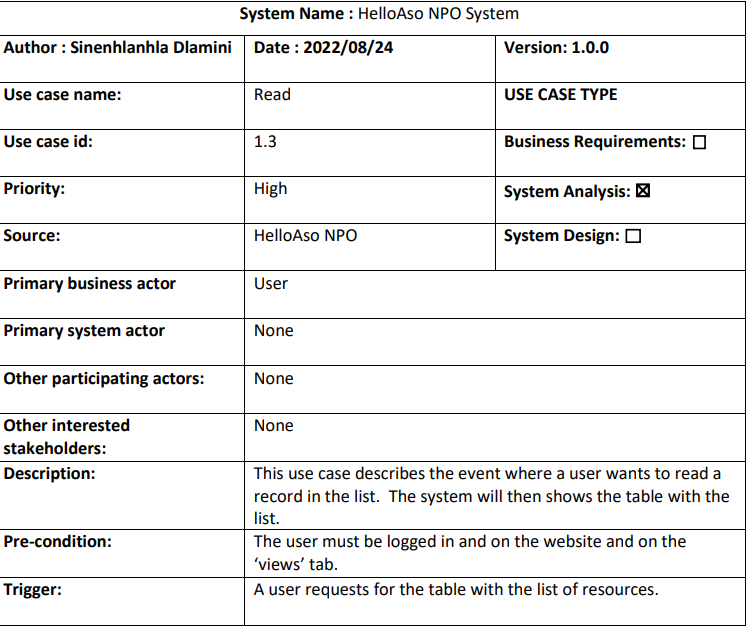 System Name : HelloAso NPO System
Author : Sinenhlanhla Dlamini Date : 2022/08/24 Version: 1.0.0
Use case name: Read USE CASE TYPE
Use case id: 1.3 Business Requirements: ☐
Priority: High System Analysis: ☒
Source: HelloAso NPO System Design: ☐
Primary business actor User
Primary system actor None
Other participating actors: None
Other interested None
stakeholders:
Description: This use case describes the event where a user wants to read a
record in the list. The system will then shows the table with the
list.
Pre-condition: The user must be logged in and on the website and on the
‘views’ tab.
Trigger: A user requests for the table with the list of resources.